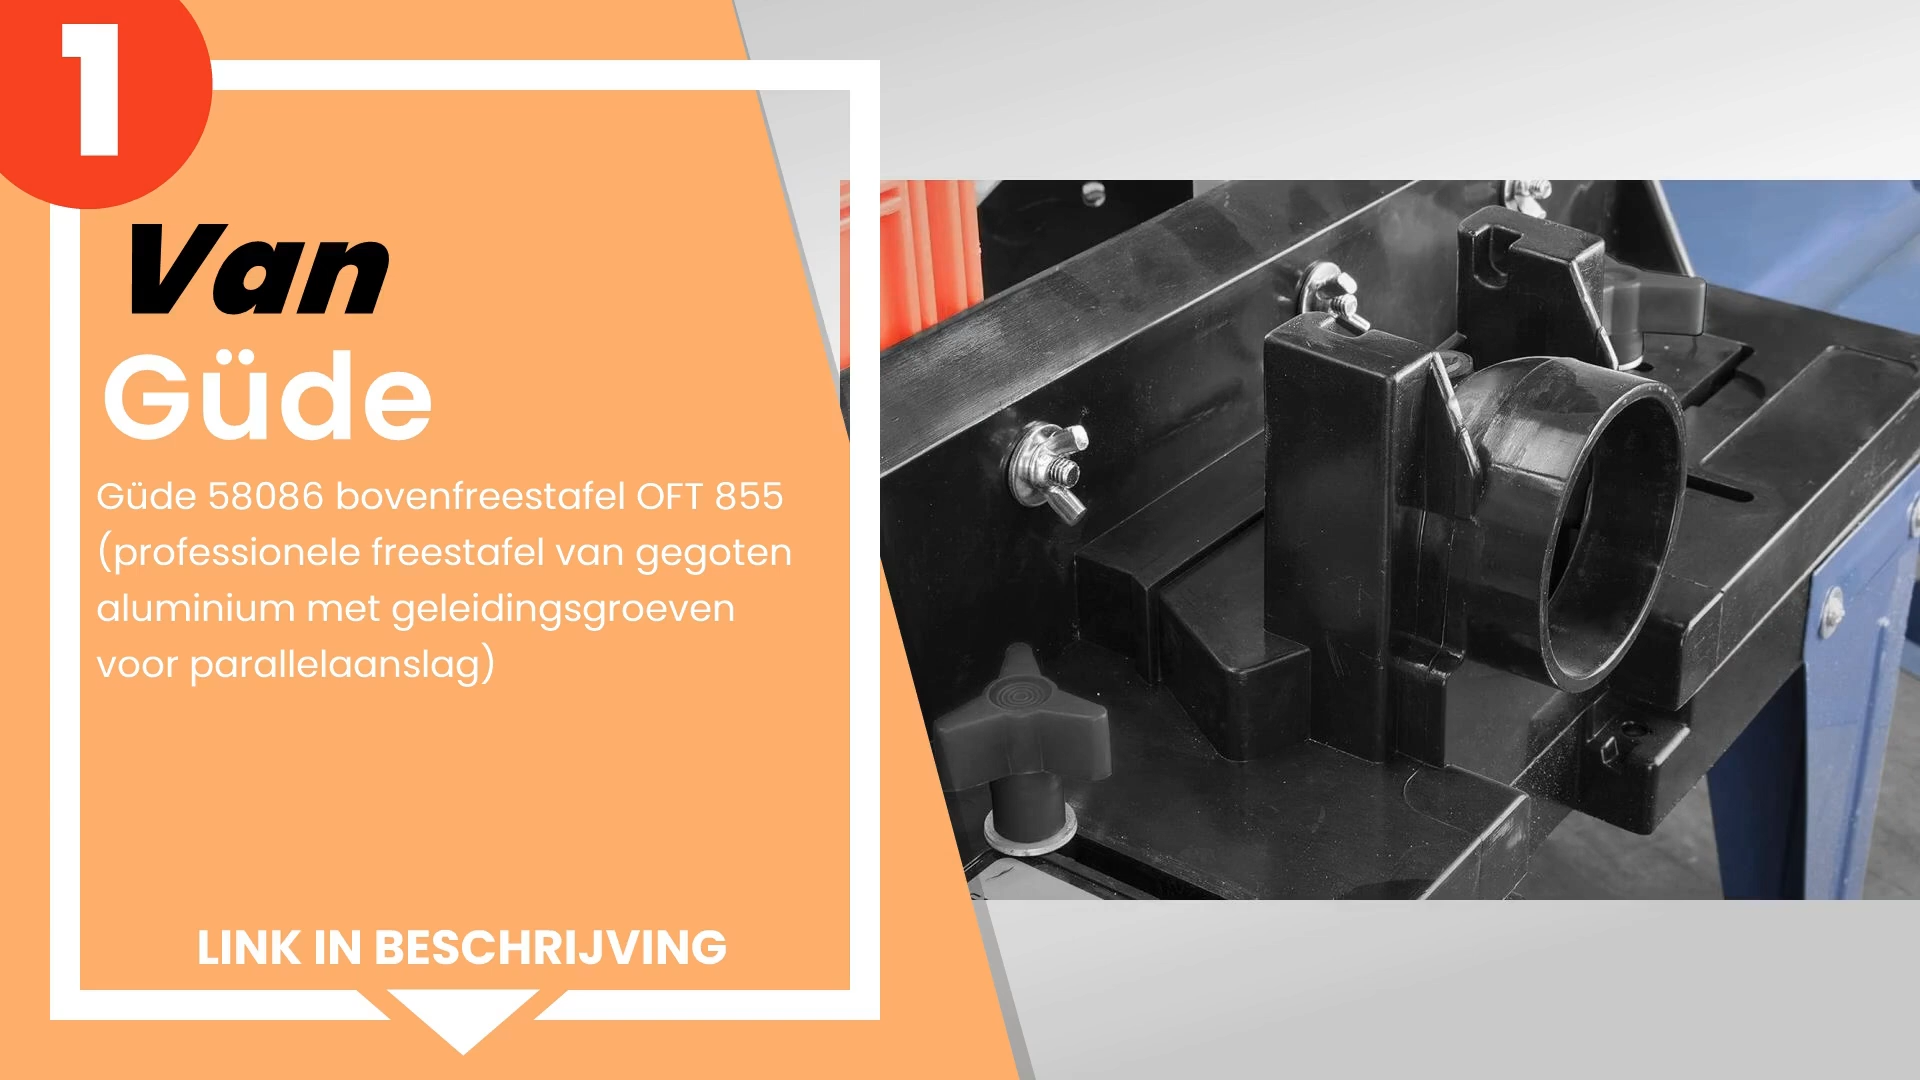 1
Van
Güde
Güde 58086 bovenfreestafel OFT 855
(professionele freestafel van gegoten
aluminium met geleidingsgroeven
voor parallelaanslag)
LINK IN BESCHRIJVING